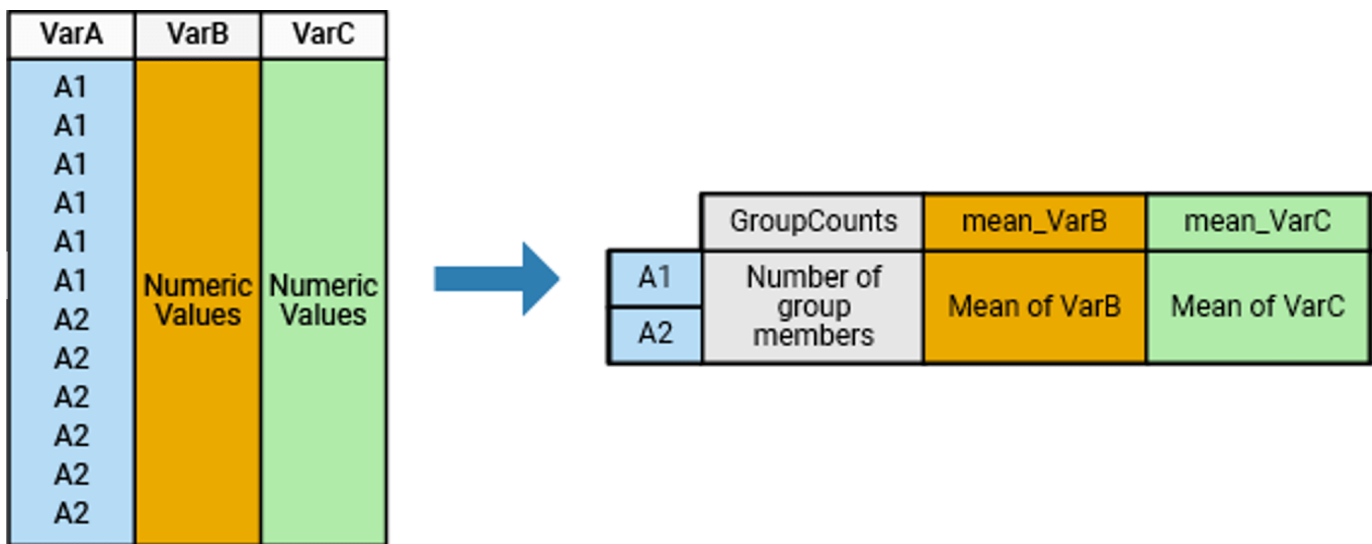 VarA VarB VarC
A1
A1
A1
A1
A1
A1
A2
A2
A2
A2
A2
A2
Numeric
Values
Numeric
Values
GroupCounts mean_VarB mean_VarC
A1
A2
Number of
group
members
Mean of VarB
Mean of VarC